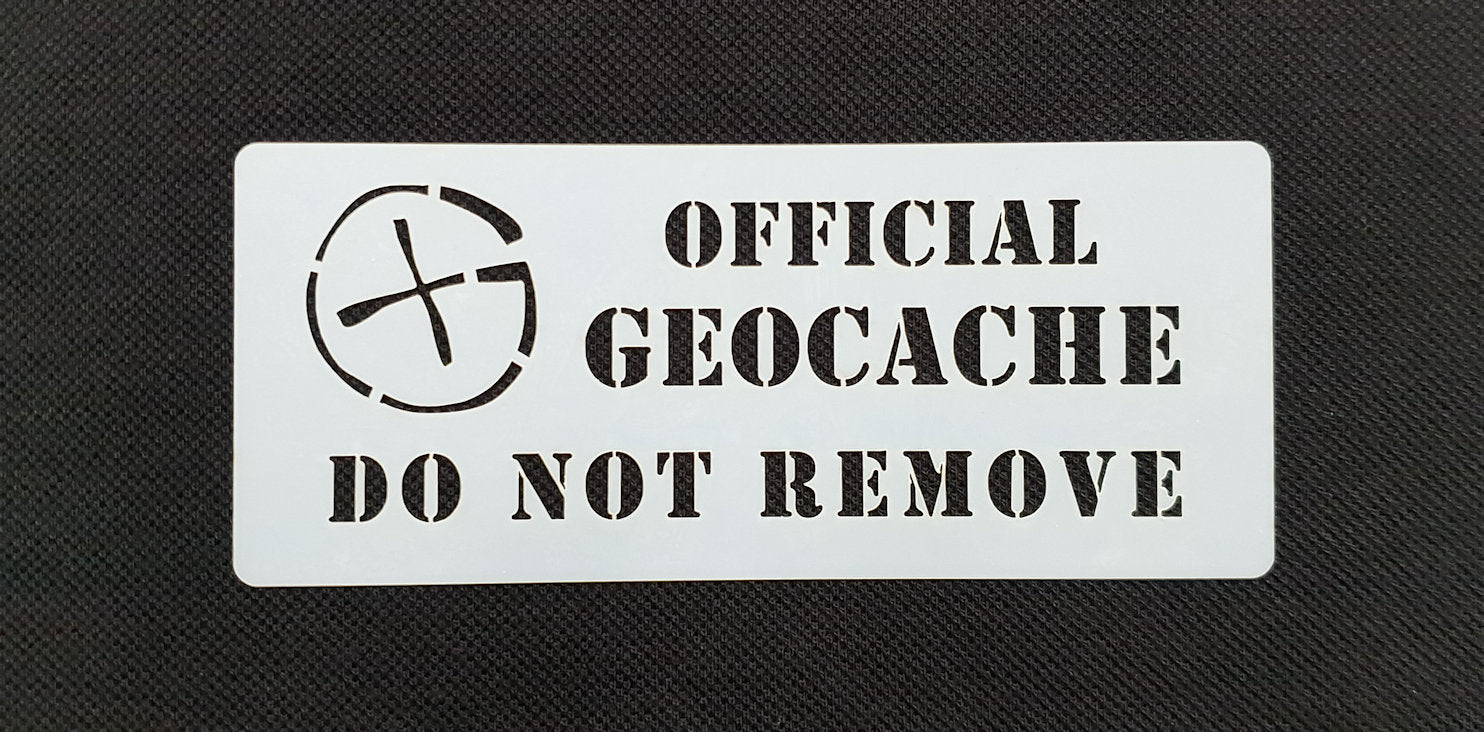 OFFICIAL
GEOCACHE
DO NOT REMOVE